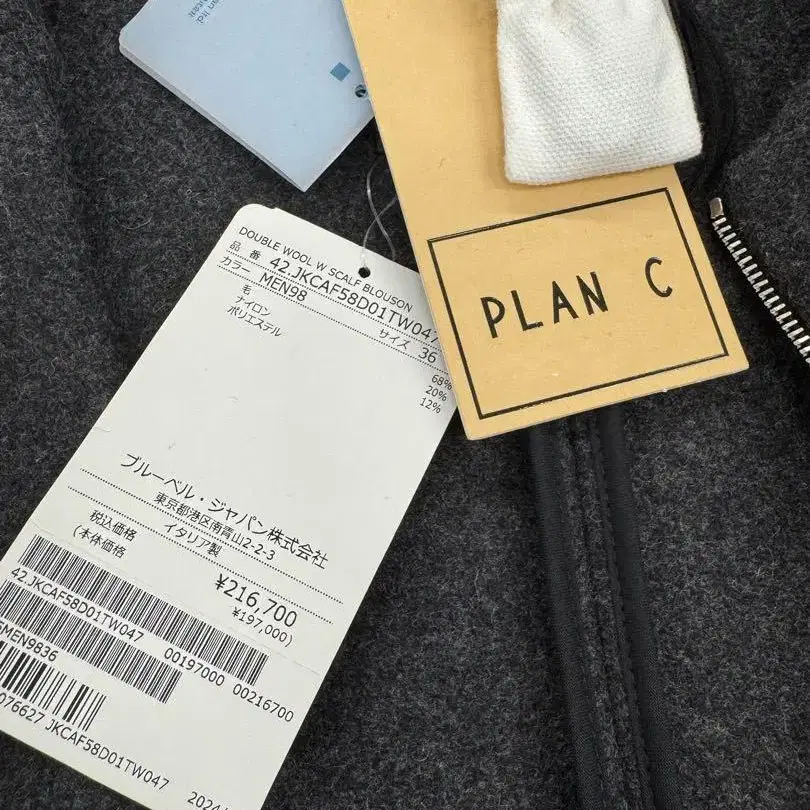 PLAN C
DOUBLE WOOL W SCALF BLOUSON
品 番 42.JKCAF58D01TW047
カラー MEN98 サイズ 36
毛 68%
ナイロン 20%
ポリエステル 12%
ブルーベル・ジャパン株式会社
東京都港区南青山2-2-3
イタリア製
税込価格 ¥216,700
(本体価格 ¥197,000)
42.JKCAF58D01TW047 00197000 00216700
MEN9836
076627 JKCAF58D01TW047
2024